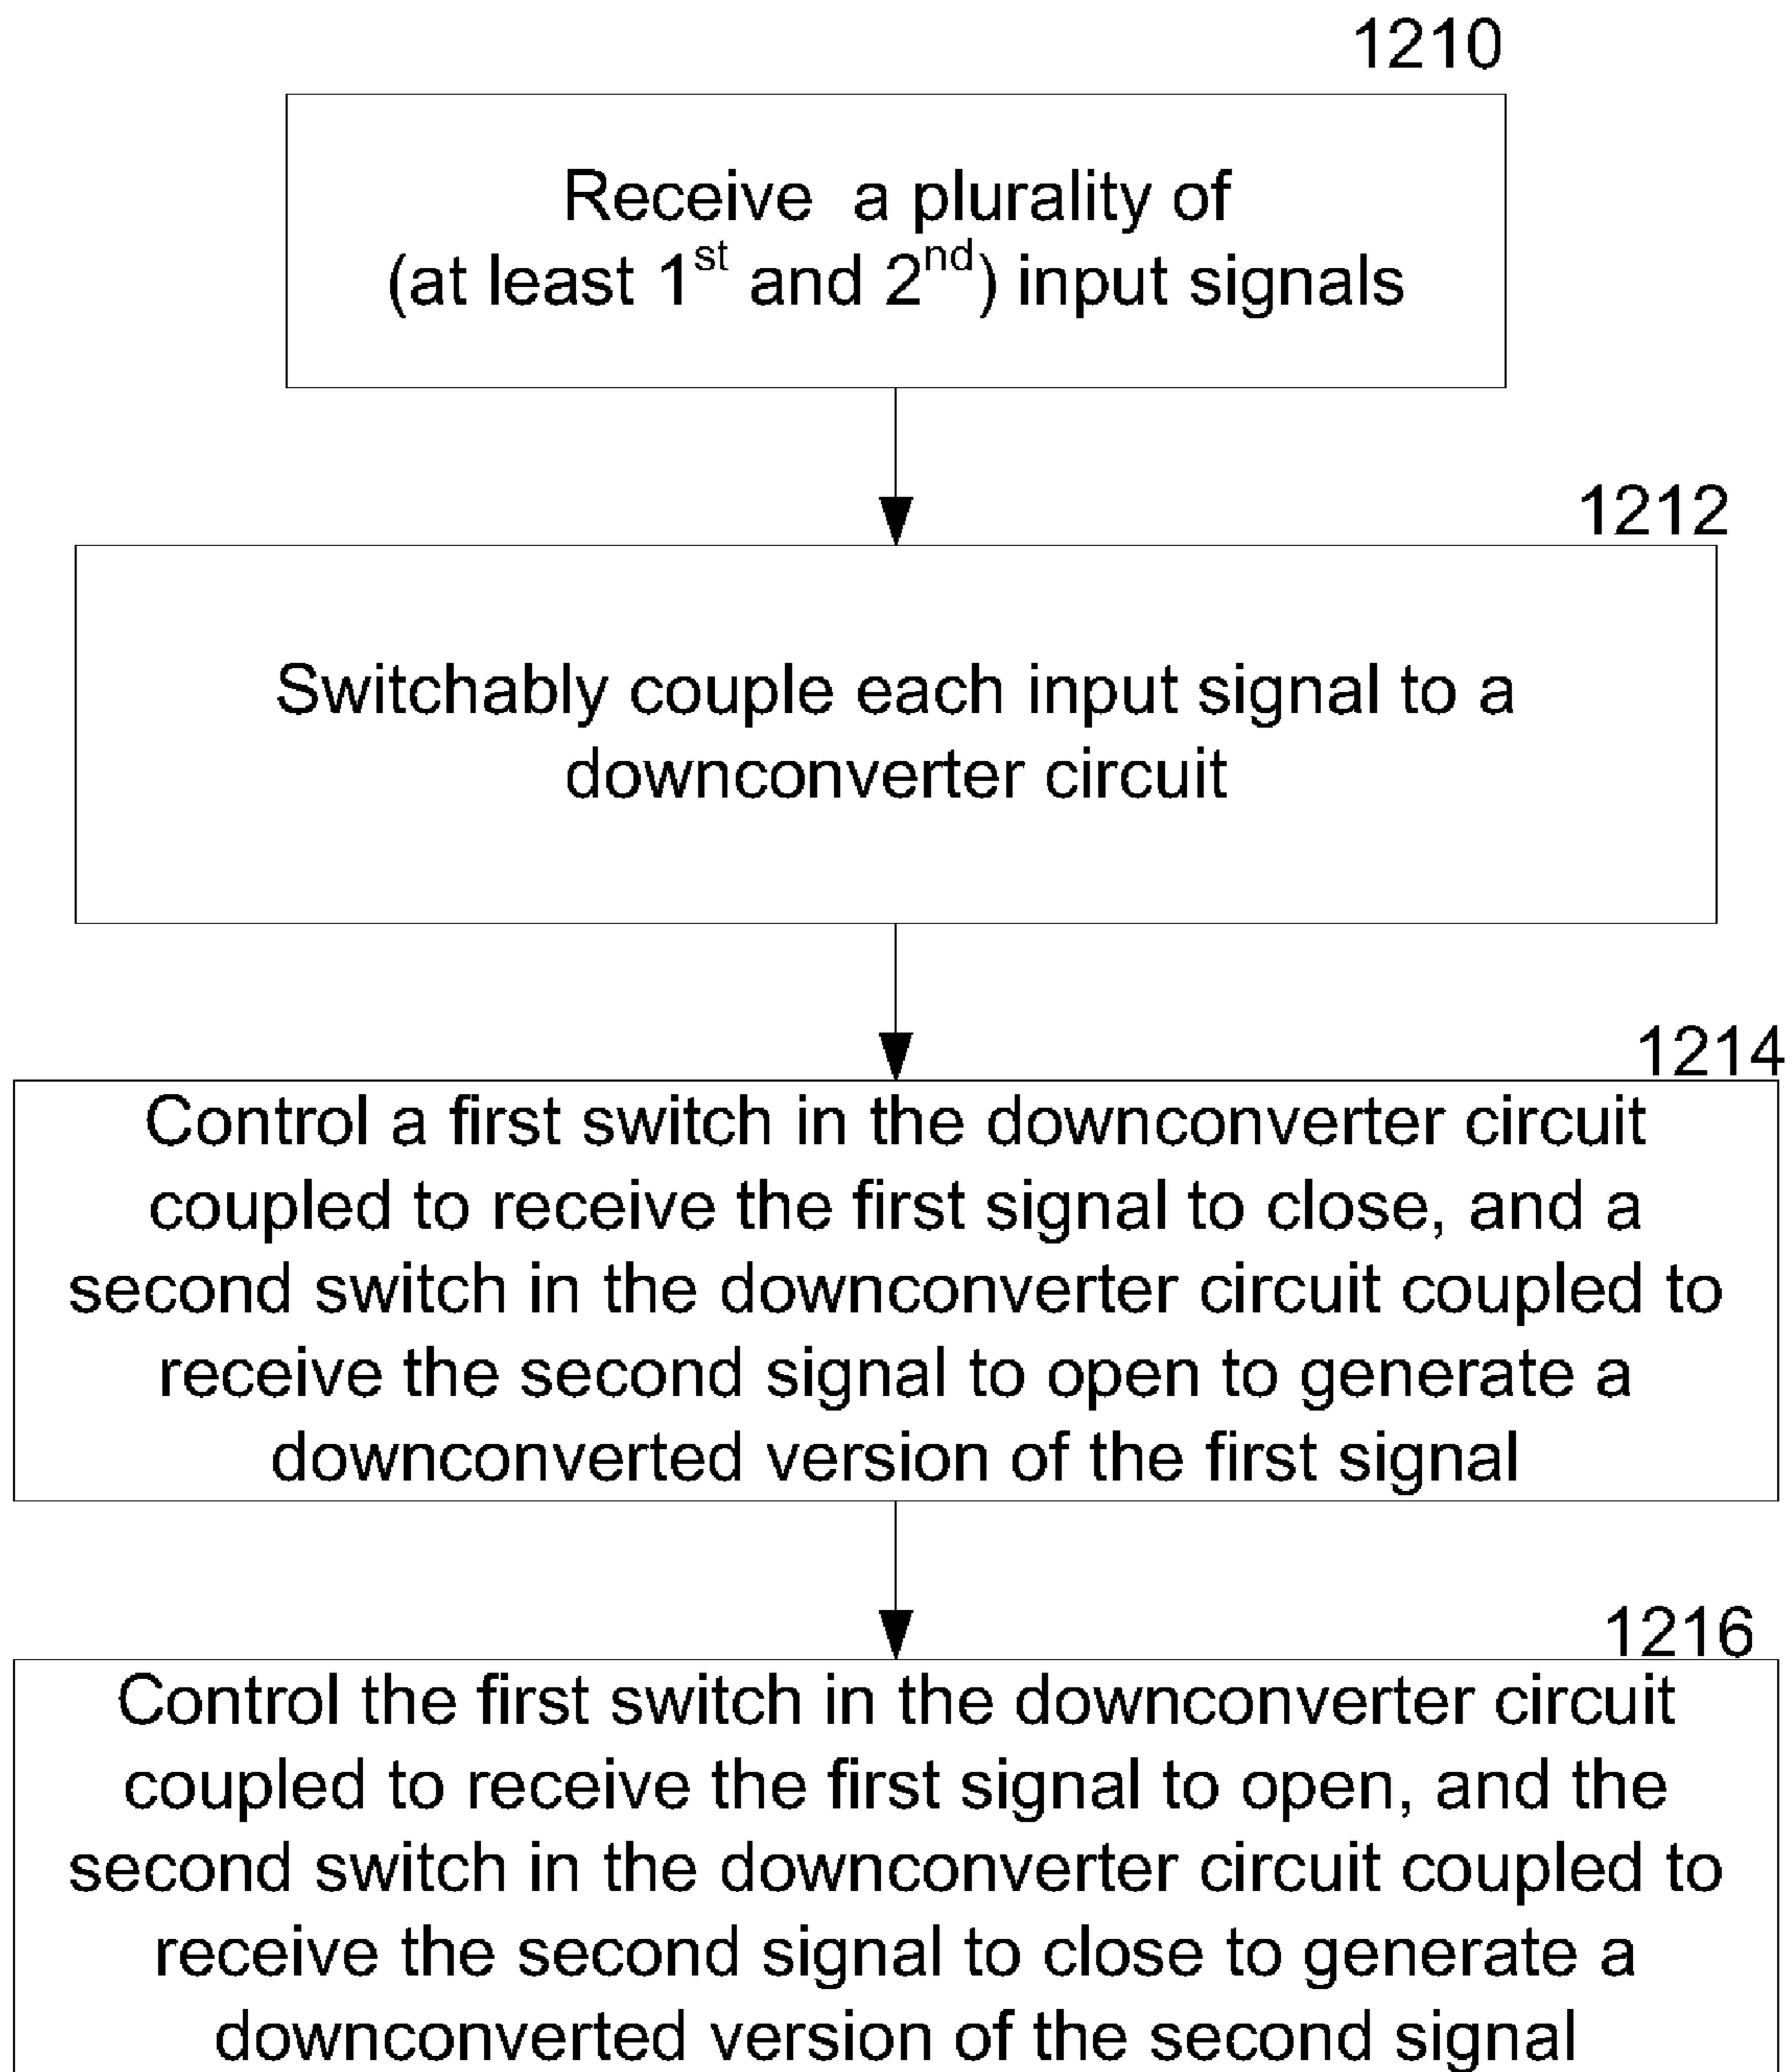 1210
Receive a plurality of
(at least 1st and 2nd) input signals
1212
Switchably couple each input signal to a
downconverter circuit
1214
Control a first switch in the downconverter circuit
coupled to receive the first signal to close, and a
second switch in the downconverter circuit coupled to
receive the second signal to open to generate a
downconverted version of the first signal
1216
Control the first switch in the downconverter circuit
coupled to receive the first signal to open, and the
second switch in the downconverter circuit coupled to
receive the second signal to close to generate a
downconverted version of the second signal